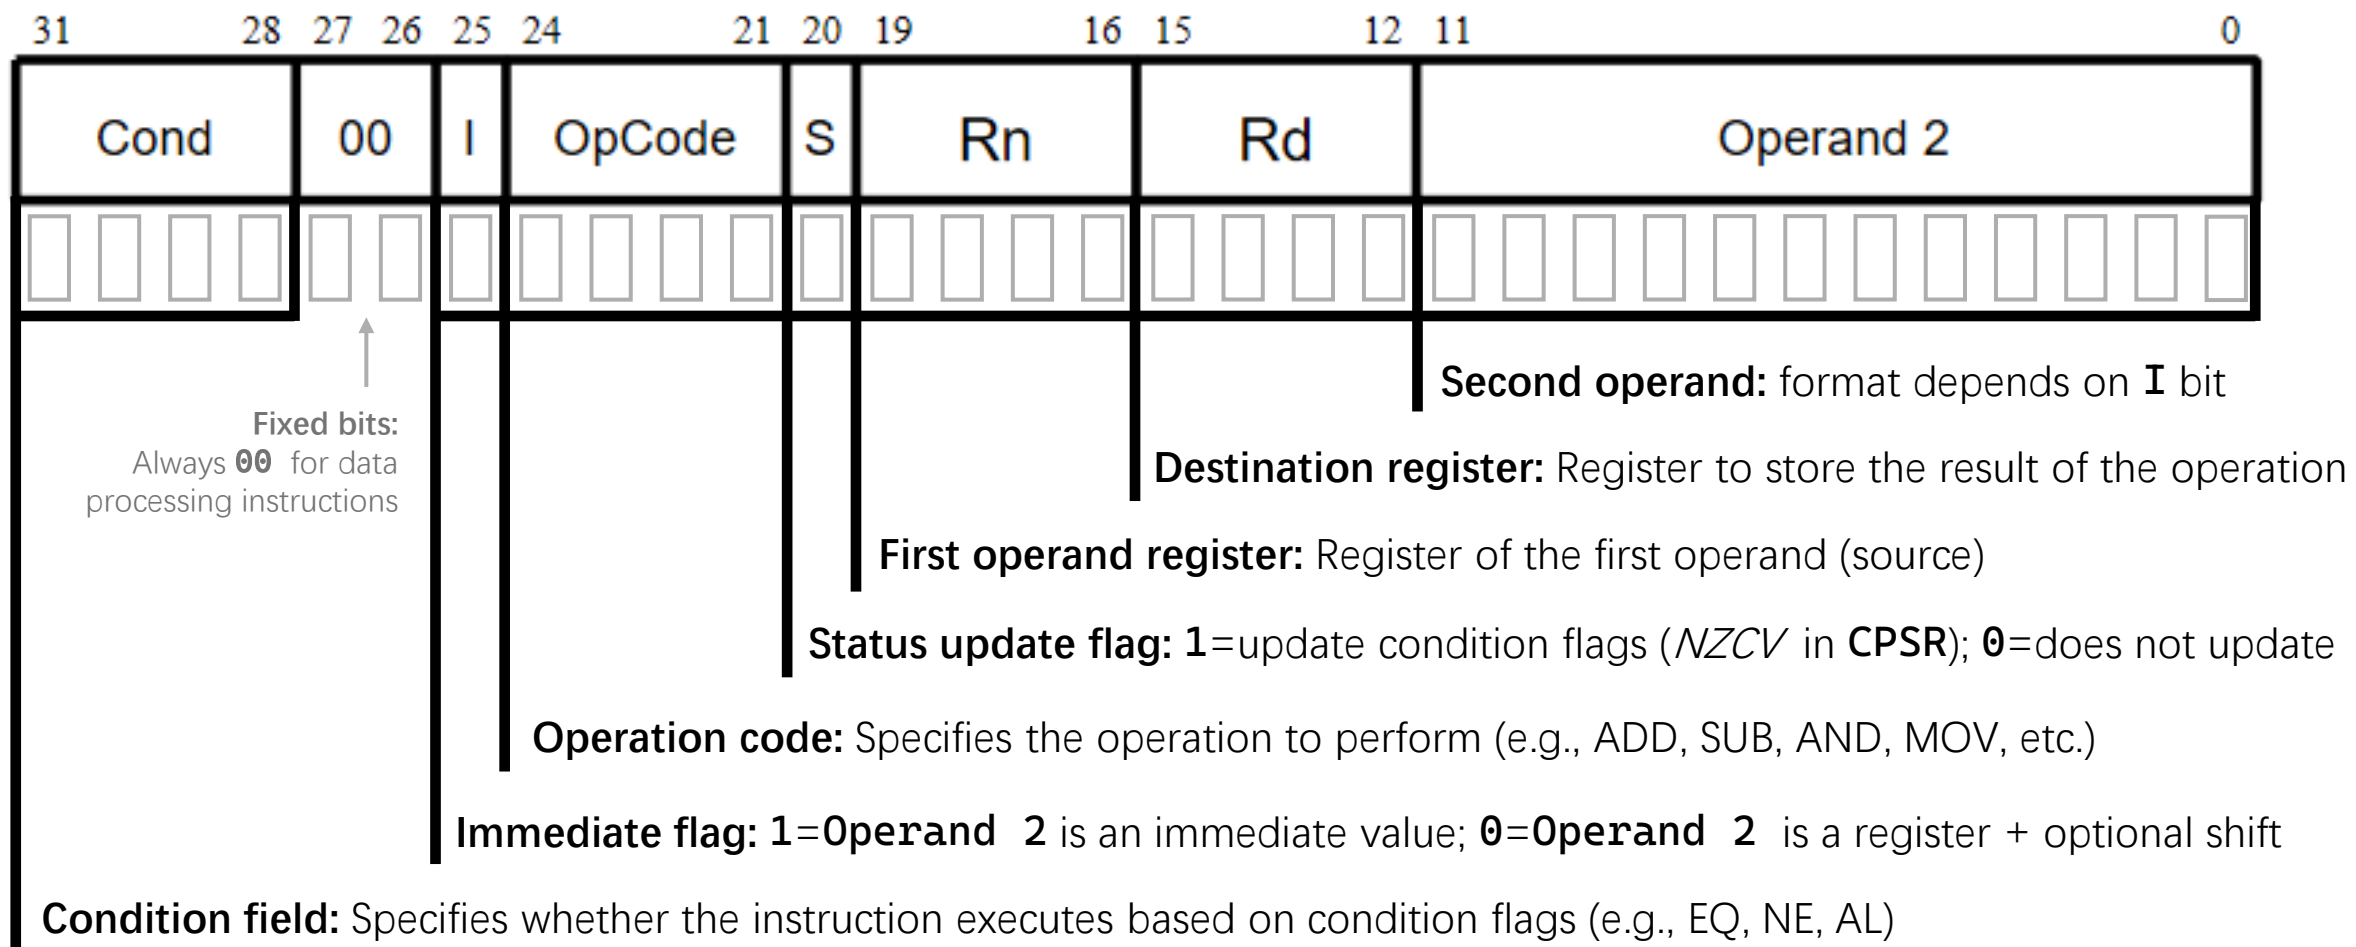 31 28 27 26 25 24 21 20 19 16 15 12 11 0
Cond 00 I OpCode S Rn Rd Operand 2
Second operand: format depends on I bit
Fixed bits:
Always 00 for data
processing instructions
Destination register: Register to store the result of the operation
First operand register: Register of the first operand (source)
Status update flag: 1=update condition flags (NZCV in CPSR); 0=does not update
Operation code: Specifies the operation to perform (e.g., ADD, SUB, AND, MOV, etc.)
Immediate flag: 1=Operand 2 is an immediate value; 0=Operand 2 is a register + optional shift
Condition field: Specifies whether the instruction executes based on condition flags (e.g., EQ, NE, AL)